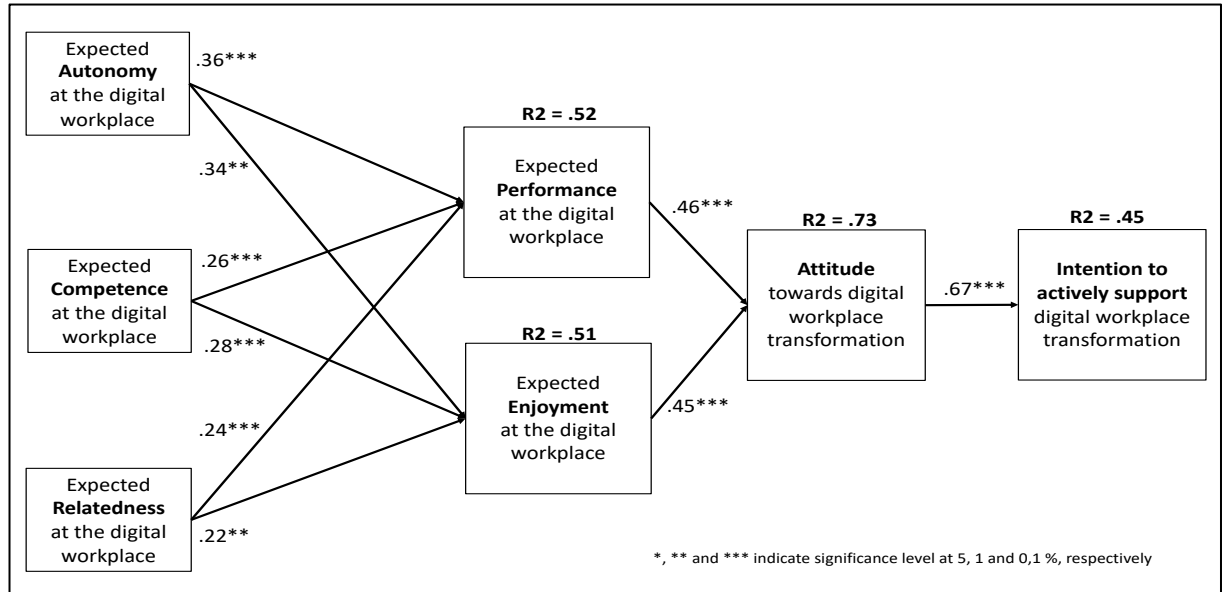 Expected
Autonomy
at the digital
workplace
.36***
.34**
Expected
Competence
at the digital
workplace
.26***
.28***
Expected
Relatedness
at the digital
workplace
.24***
.22**
R2 = .52
Expected
Performance
at the digital
workplace
R2 = .51
Expected
Enjoyment
at the digital
workplace
.46***
.45***
R2 = .73
Attitude
towards digital
workplace
transformation
.67***
R2 = .45
Intention to
actively support
digital workplace
transformation
*, ** and *** indicate significance level at 5, 1 and 0,1 %, respectively